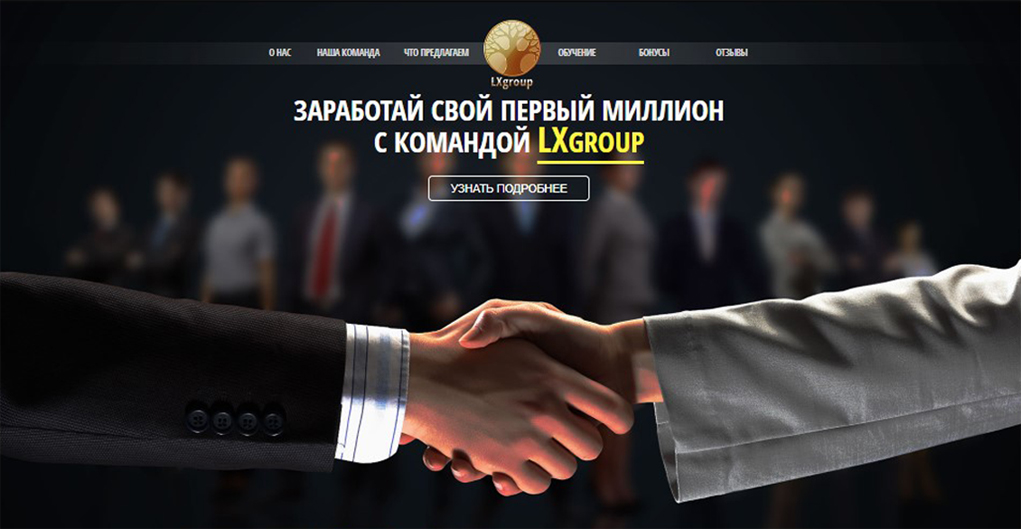 О НАС НАША КОМАНДА ЧТО ПРЕДЛАГАЕМ ОБУЧЕНИЕ БОНУСЫ ОТЗЫВЫ
LXgroup
ЗАРАБОТАЙ СВОЙ ПЕРВЫЙ МИЛЛИОН
С КОМАНДОЙ LXGROUP
УЗНАТЬ ПОДРОБНЕЕ